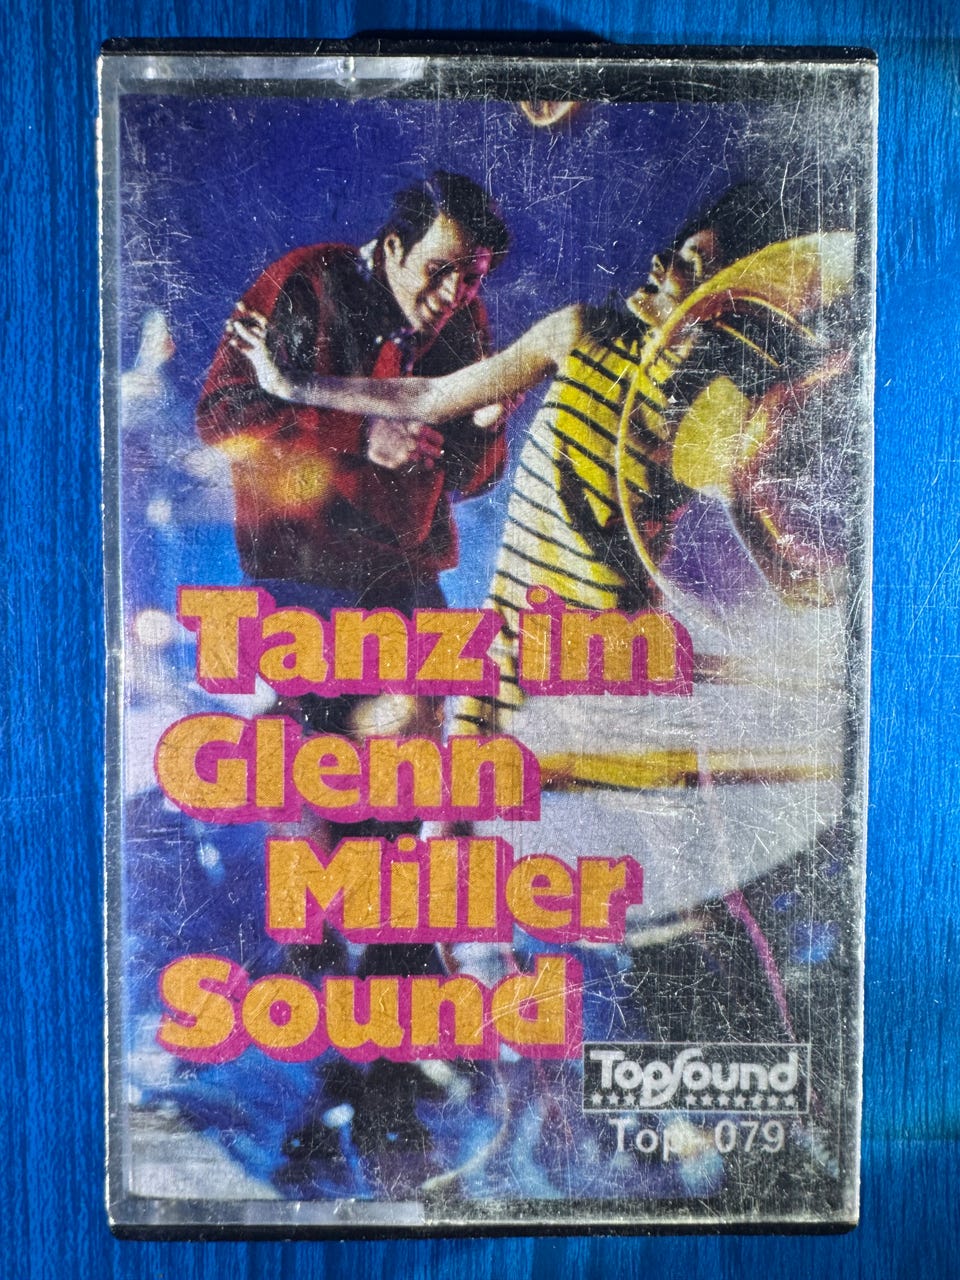 Tanz im
Glenn
Miller
Sound
TopSound
Top 079